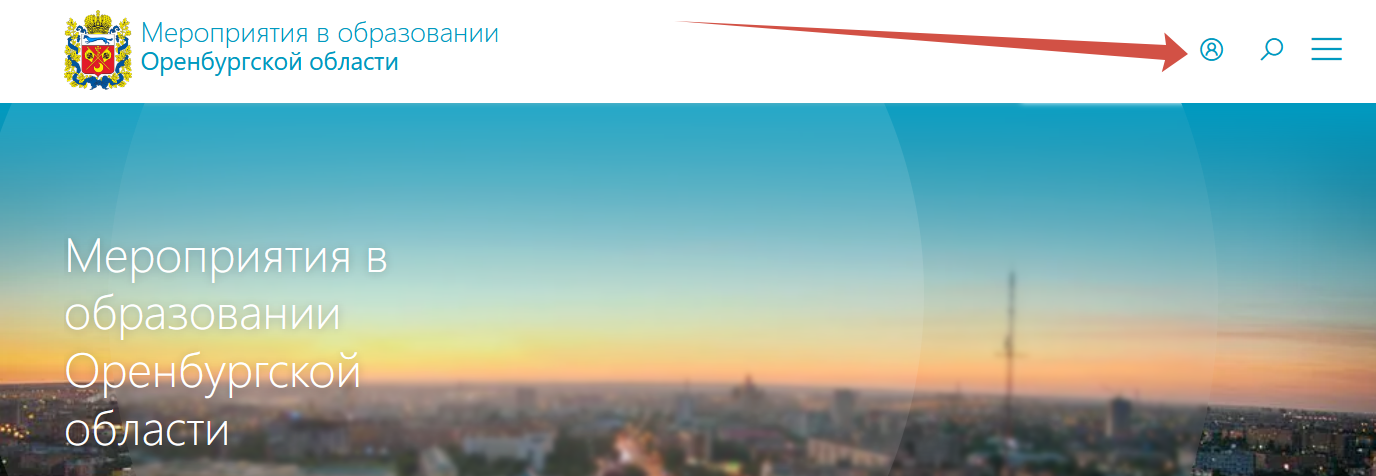 Мероприятия в образовании
Оренбургской области
Мероприятия в
образовании
Оренбургской
области